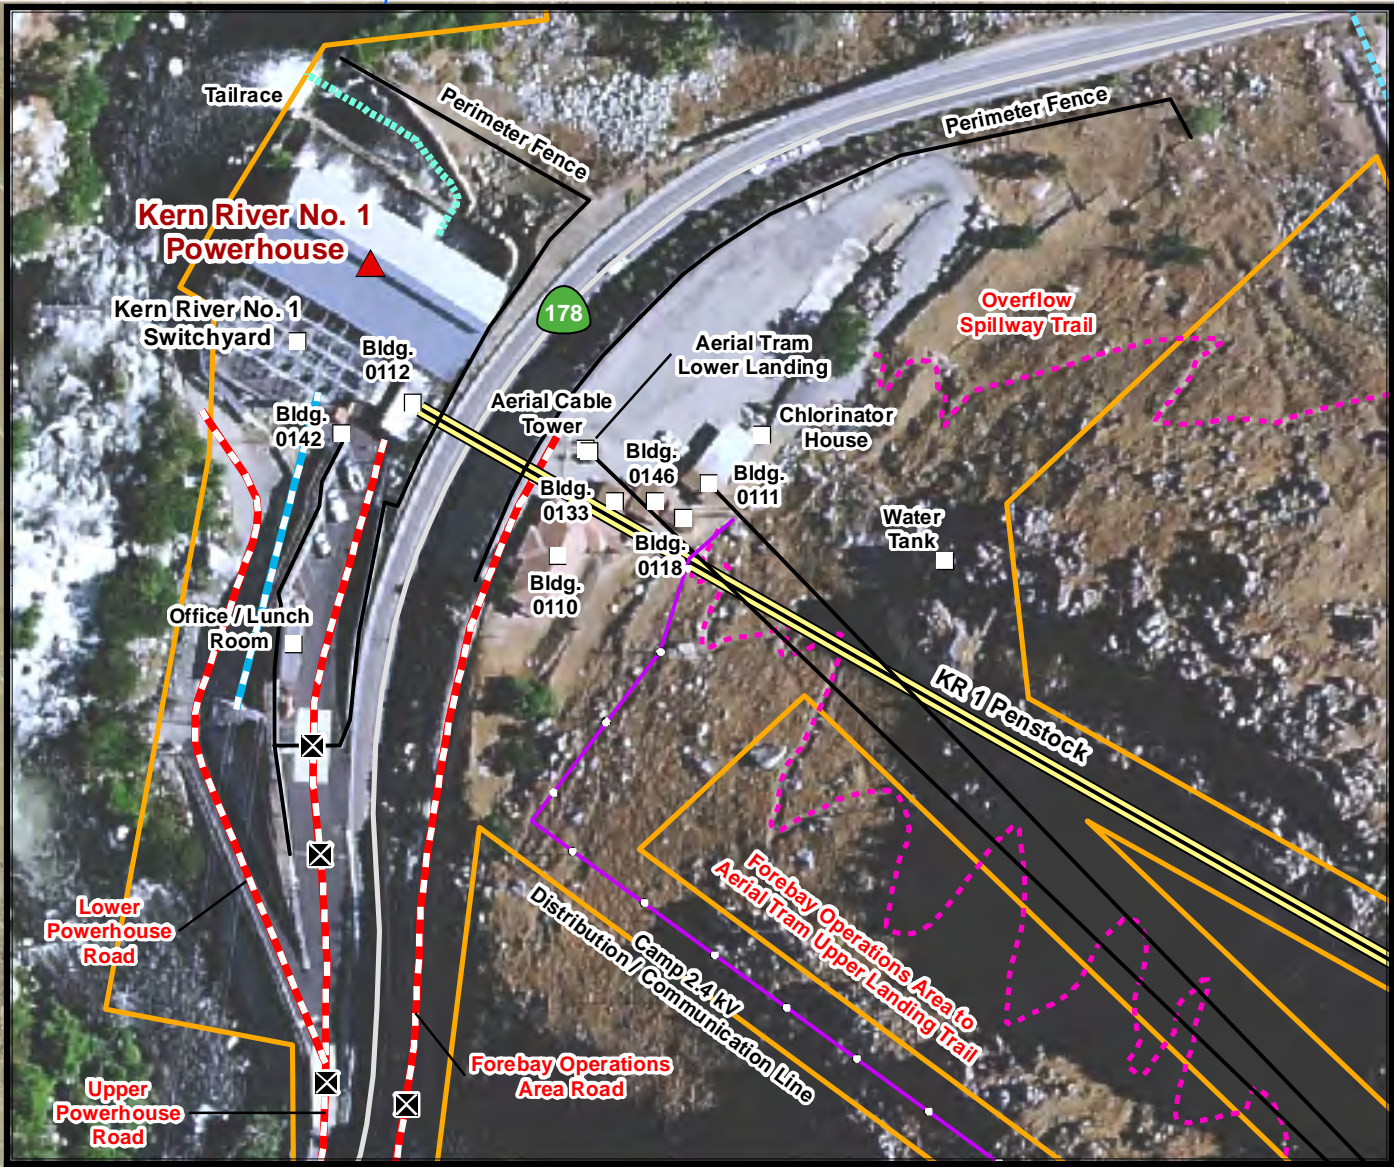 Tailrace
Perimeter Fence
Perimeter Fence
Kern River No. 1
Powerhouse
Kern River No. 1
Switchyard
178
Overflow
Spillway Trail
Bldg.
0112
Aerial Tram
Lower Landing
Aerial Cable
Tower
Bldg.
0142
Chlorinator
House
Bldg.
0146
Bldg.
0111
Bldg.
0133
Water
Tank
Bldg.
0118
Bldg.
0110
Office / Lunch
Room
KR 1 Penstock
Forebay Operations Area to
Aerial Tram Upper Landing Trail
Camp 2.4 kV
Distribution / Communication Line
Lower
Powerhouse
Road
Forebay Operations
Area Road
Upper
Powerhouse
Road